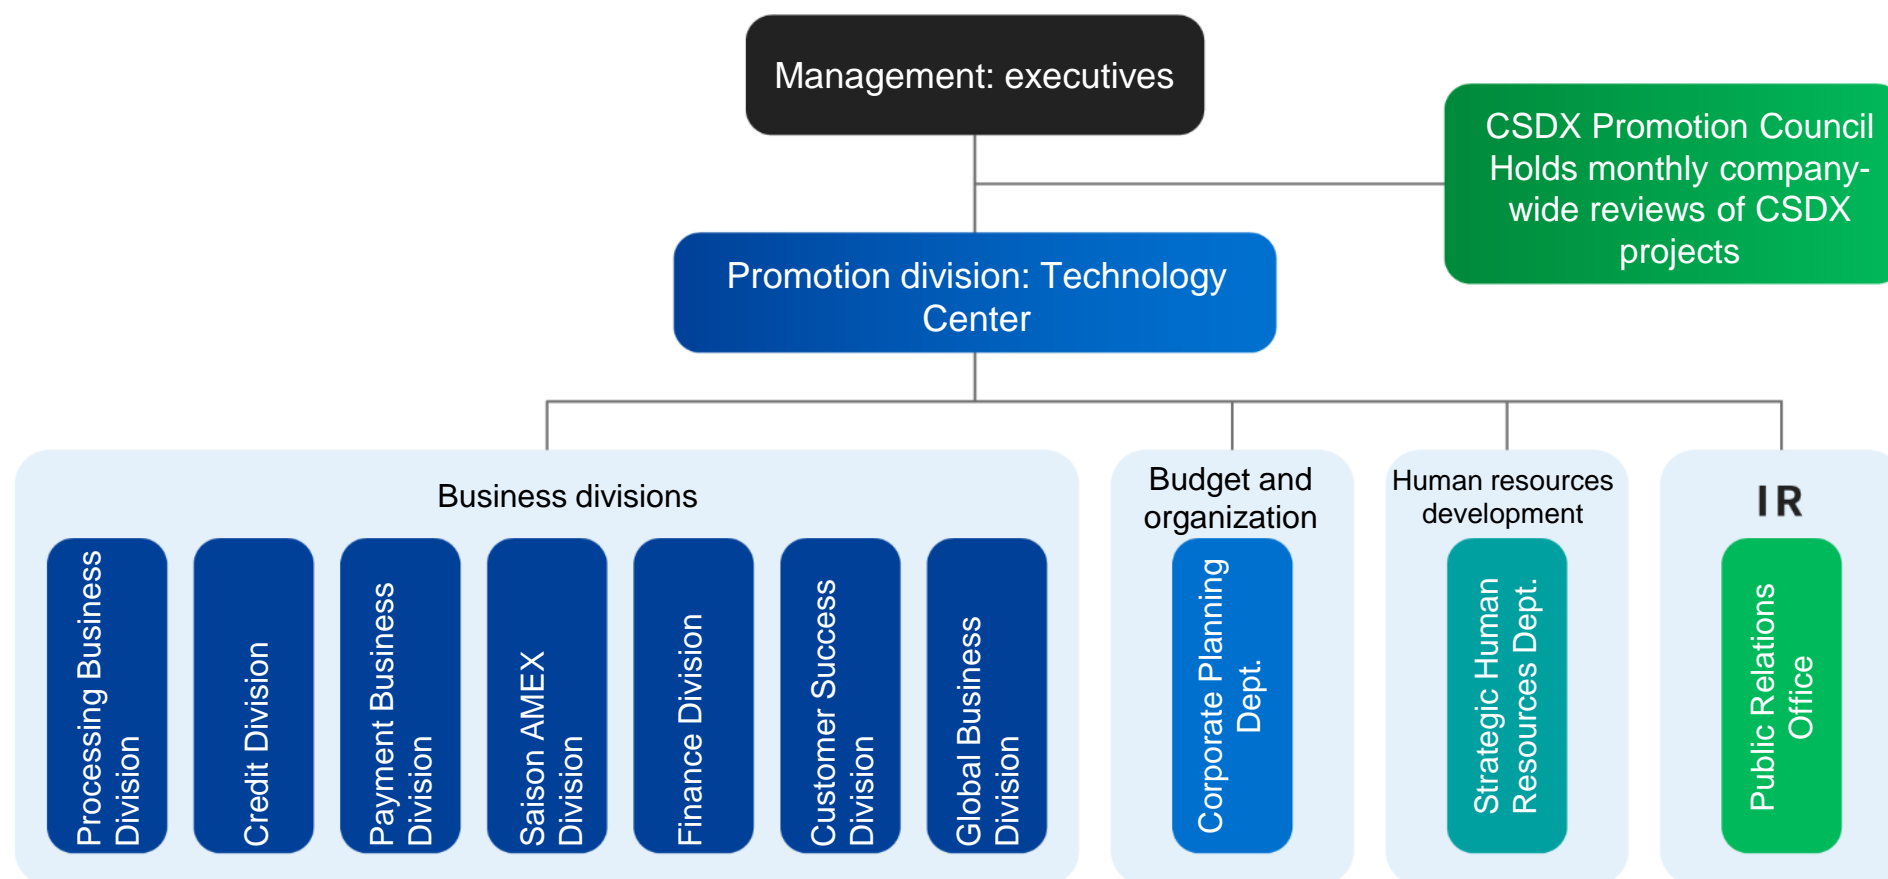 Management: executives
CSDX Promotion Council
Holds monthly company-
wide reviews of CSDX
projects
Promotion division: Technology
Center
Business divisions
Processing Business
Division
Credit Division
Payment Business
Division
Saison AMEX
Division
Finance Division
Customer Success
Division
Global Business
Division
Budget and
organization
Corporate Planning
Dept.
Human resources
development
Strategic Human
Resources Dept.
IR
Public Relations
Office